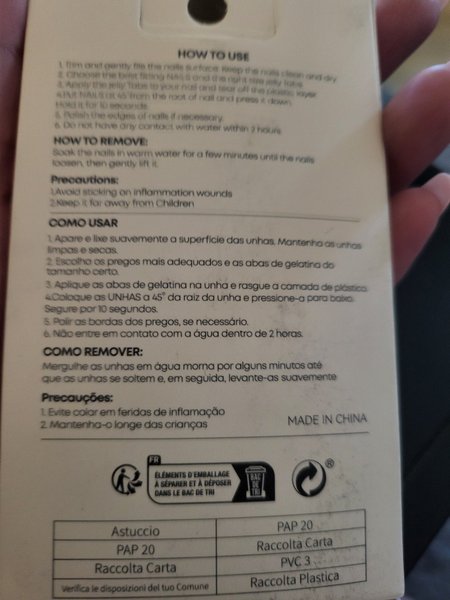 HOW TO USE
1. Trim and gently file the nails surface. Keep the nails clean and dry.
2. Choose the best fitting NAILS and the right size jelly tabs.
3. Apply the jelly tabs to your nail and tear off the plastic layer.
4.Put NAILS at 45° from the root of nail and press it down.
Hold it for 10 seconds.
5. Polish the edges of nails if necessary.
6. Do not have any contact with water within 2 hours.
HOW TO REMOVE:
Soak the nails in warm water for a few minutes until the nails
loosen, then gently lift it.
Precautions:
1.Avoid sticking on inflammation wounds
2.Keep it far away from Children
COMO USAR
1. Apare e lixe suavemente a superfície das unhas. Mantenha as unhas
limpas e secas.
2. Escolha os pregos mais adequados e as abas de gelatina do
tamanho certo.
3. Aplique as abas de gelatina na unha e rasgue a camada de plástico.
4.Coloque as UNHAS a 45° da raiz da unha e pressione-a para baixo.
Segure por 10 segundos.
5. Polir as bordas dos pregos, se necessário.
6. Não entre em contato com a água dentro de 2 horas.
COMO REMOVER:
Mergulhe as unhas em água morna por alguns minutos até
que as unhas se soltem e, em seguida, levante-as suavemente
Precauções:
1. Evite colar em feridas de inflamação
2. Mantenha-o longe das crianças
MADE IN CHINA
FR
ÉLÉMENTS D'EMBALLAGE
À SÉPARER ET À DÉPOSER
DANS LE BAC DE TRI
BAC
DE
TRI
®
Astuccio
PAP 20
Raccolta Carta
Verifica le disposizioni del tuo Comune
PAP 20
Raccolta Carta
PVC 3
Raccolta Plastica